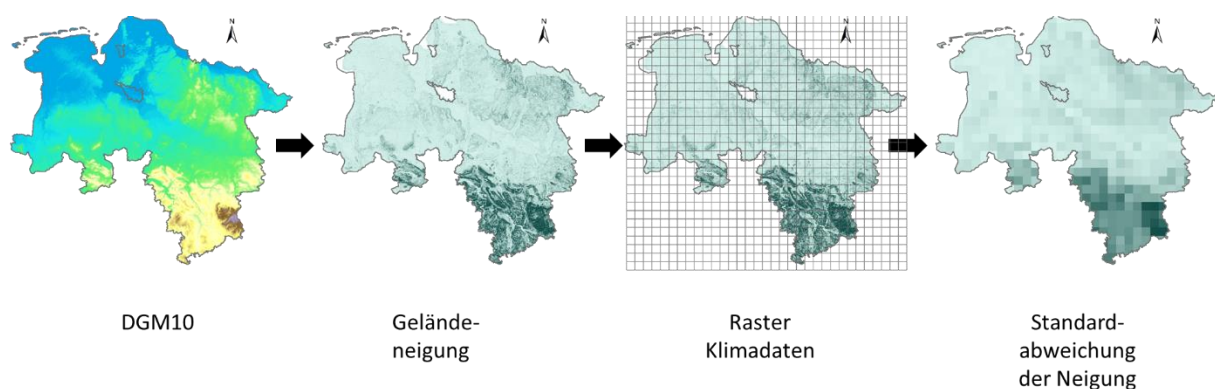 N
N
N
N
DGM10
Gelände-
neigung
Raster
Klimadaten
Standard-
abweichung
der Neigung